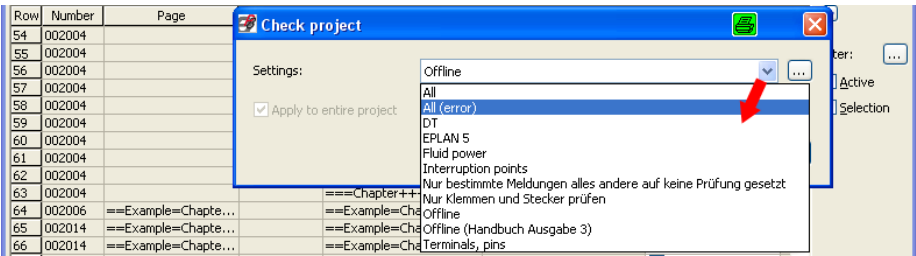 Row Number Page
54 002004
55 002004
56 002004
57 002004
58 002004
59 002004
60 002004
61 002004
62 002004
63 002004 ===Chapter++
64 002006 ==Example=Chapte... ==Example=Cha
65 002014 ==Example=Chapte... ==Example=Cha
66 002014 ==Example=Chapte... ==Example=Cha
Check project
Settings: Offline ...
Apply to entire project
All
All (error)
DT
EPLAN 5
Fluid power
Interruption points
Nur bestimmte Meldungen alles andere auf keine Prüfung gesetzt
Nur Klemmen und Stecker prüfen
Offline
Offline (Handbuch Ausgabe 3)
Terminals, pins
ter: ...
Active
Selection